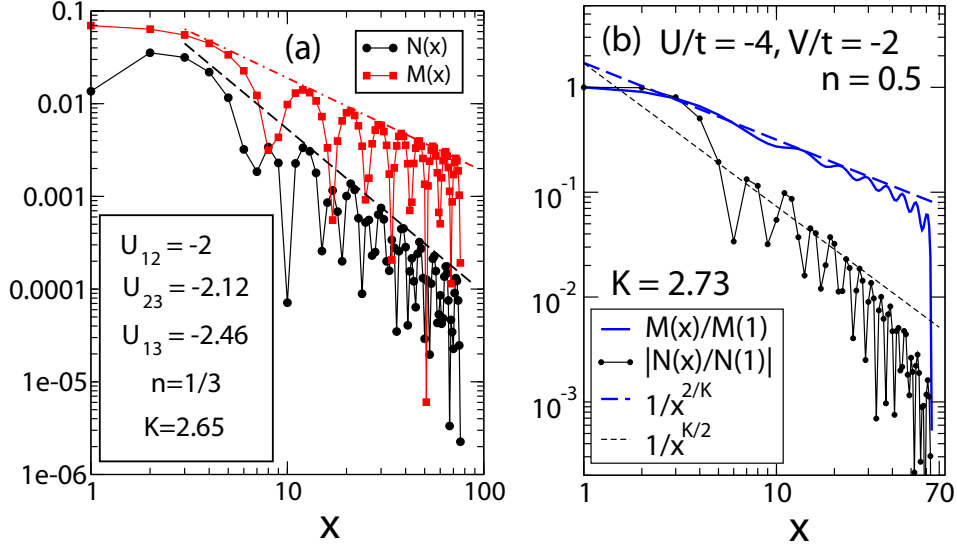 0.1
0.01
0.001
0.0001
1e-05
1e-06
1
10
100
x
(a)
N(x)
M(x)
U12 = -2
U23 = -2.12
U13 = -2.46
n=1/3
K=2.65
(b) U/t = -4, V/t = -2
n = 0.5
1
10^-1
10^-2
10^-3
K = 2.73
M(x)/M(1)
|N(x)/N(1)|
1/x^2/K
1/x^K/2
1
10
70
x